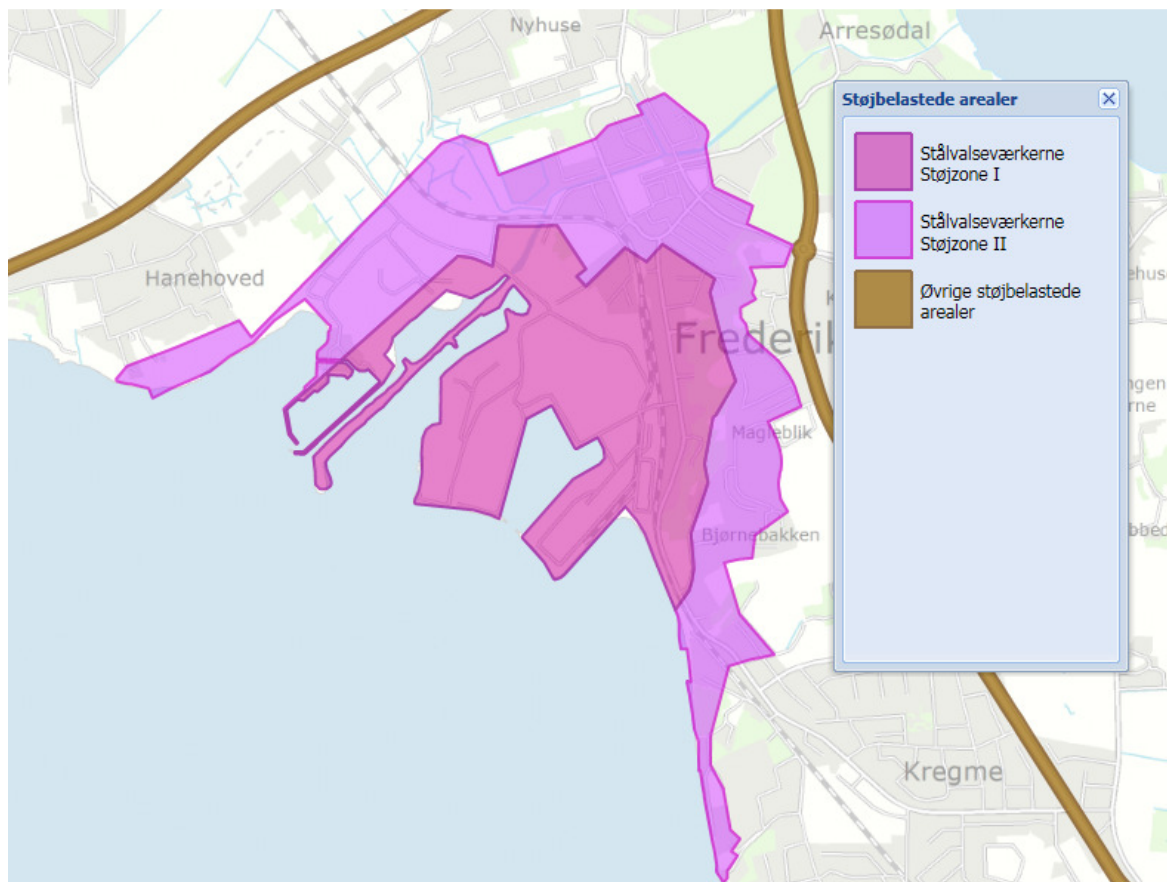 Nyhuse
Arresødal
Støjbelastede arealer
Stålvalseværkerne
Støjzone I
Stålvalseværkerne
Støjzone II
Øvrige støjbelastede
arealer
Hanehoved
Frederik
Magleblik
Bjørnebakken
Kregme